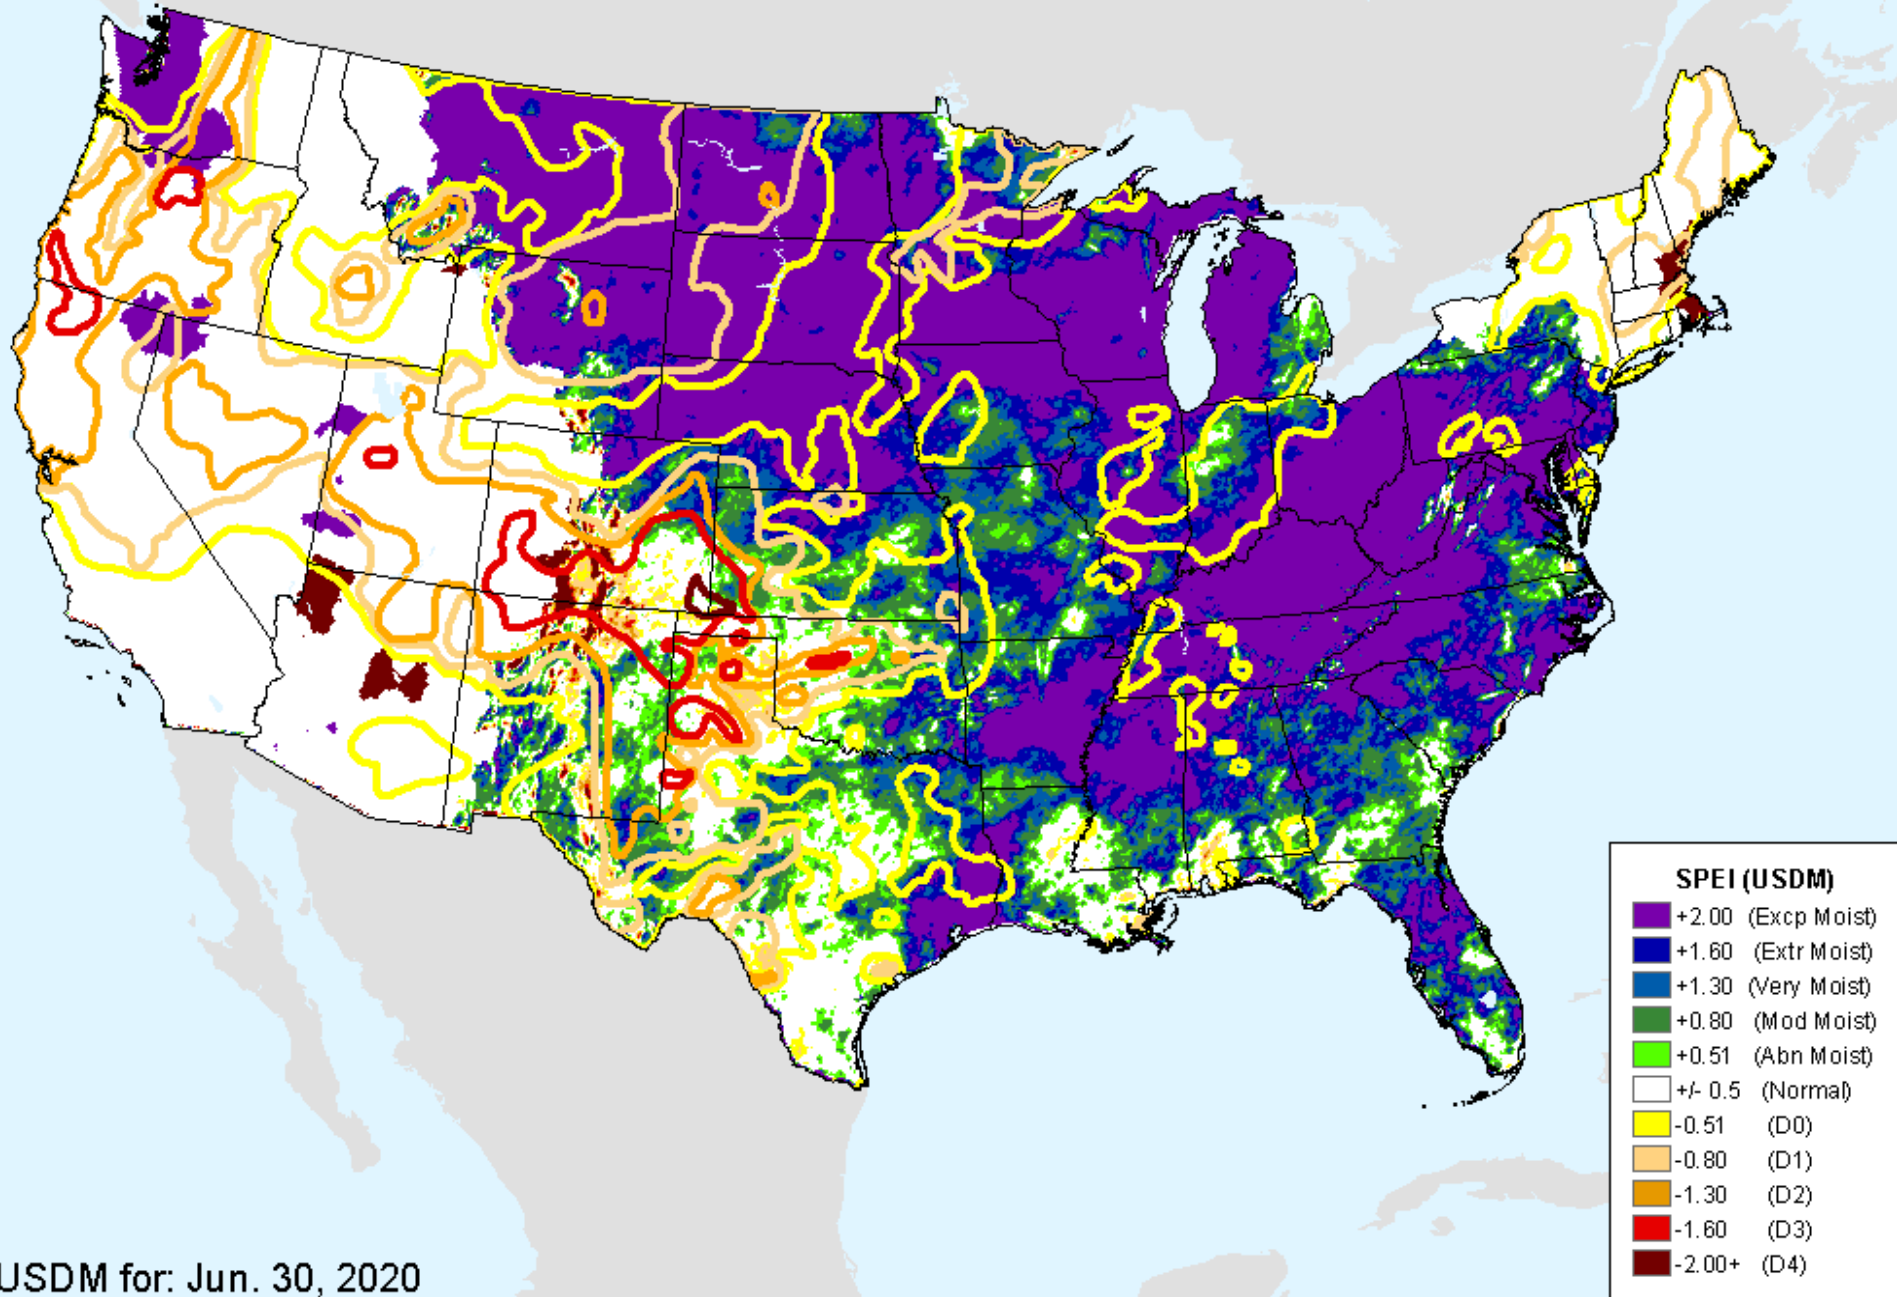 SPEI (USDM)
+2.00 (Excp Moist)
+1.60 (Extr Moist)
+1.30 (Very Moist)
+0.80 (Mod Moist)
+0.51 (Abn Moist)
+/- 0.5 (Normal)
-0.51 (D0)
-0.80 (D1)
-1.30 (D2)
-1.60 (D3)
-2.00+ (D4)
USDM for: Jun. 30, 2020